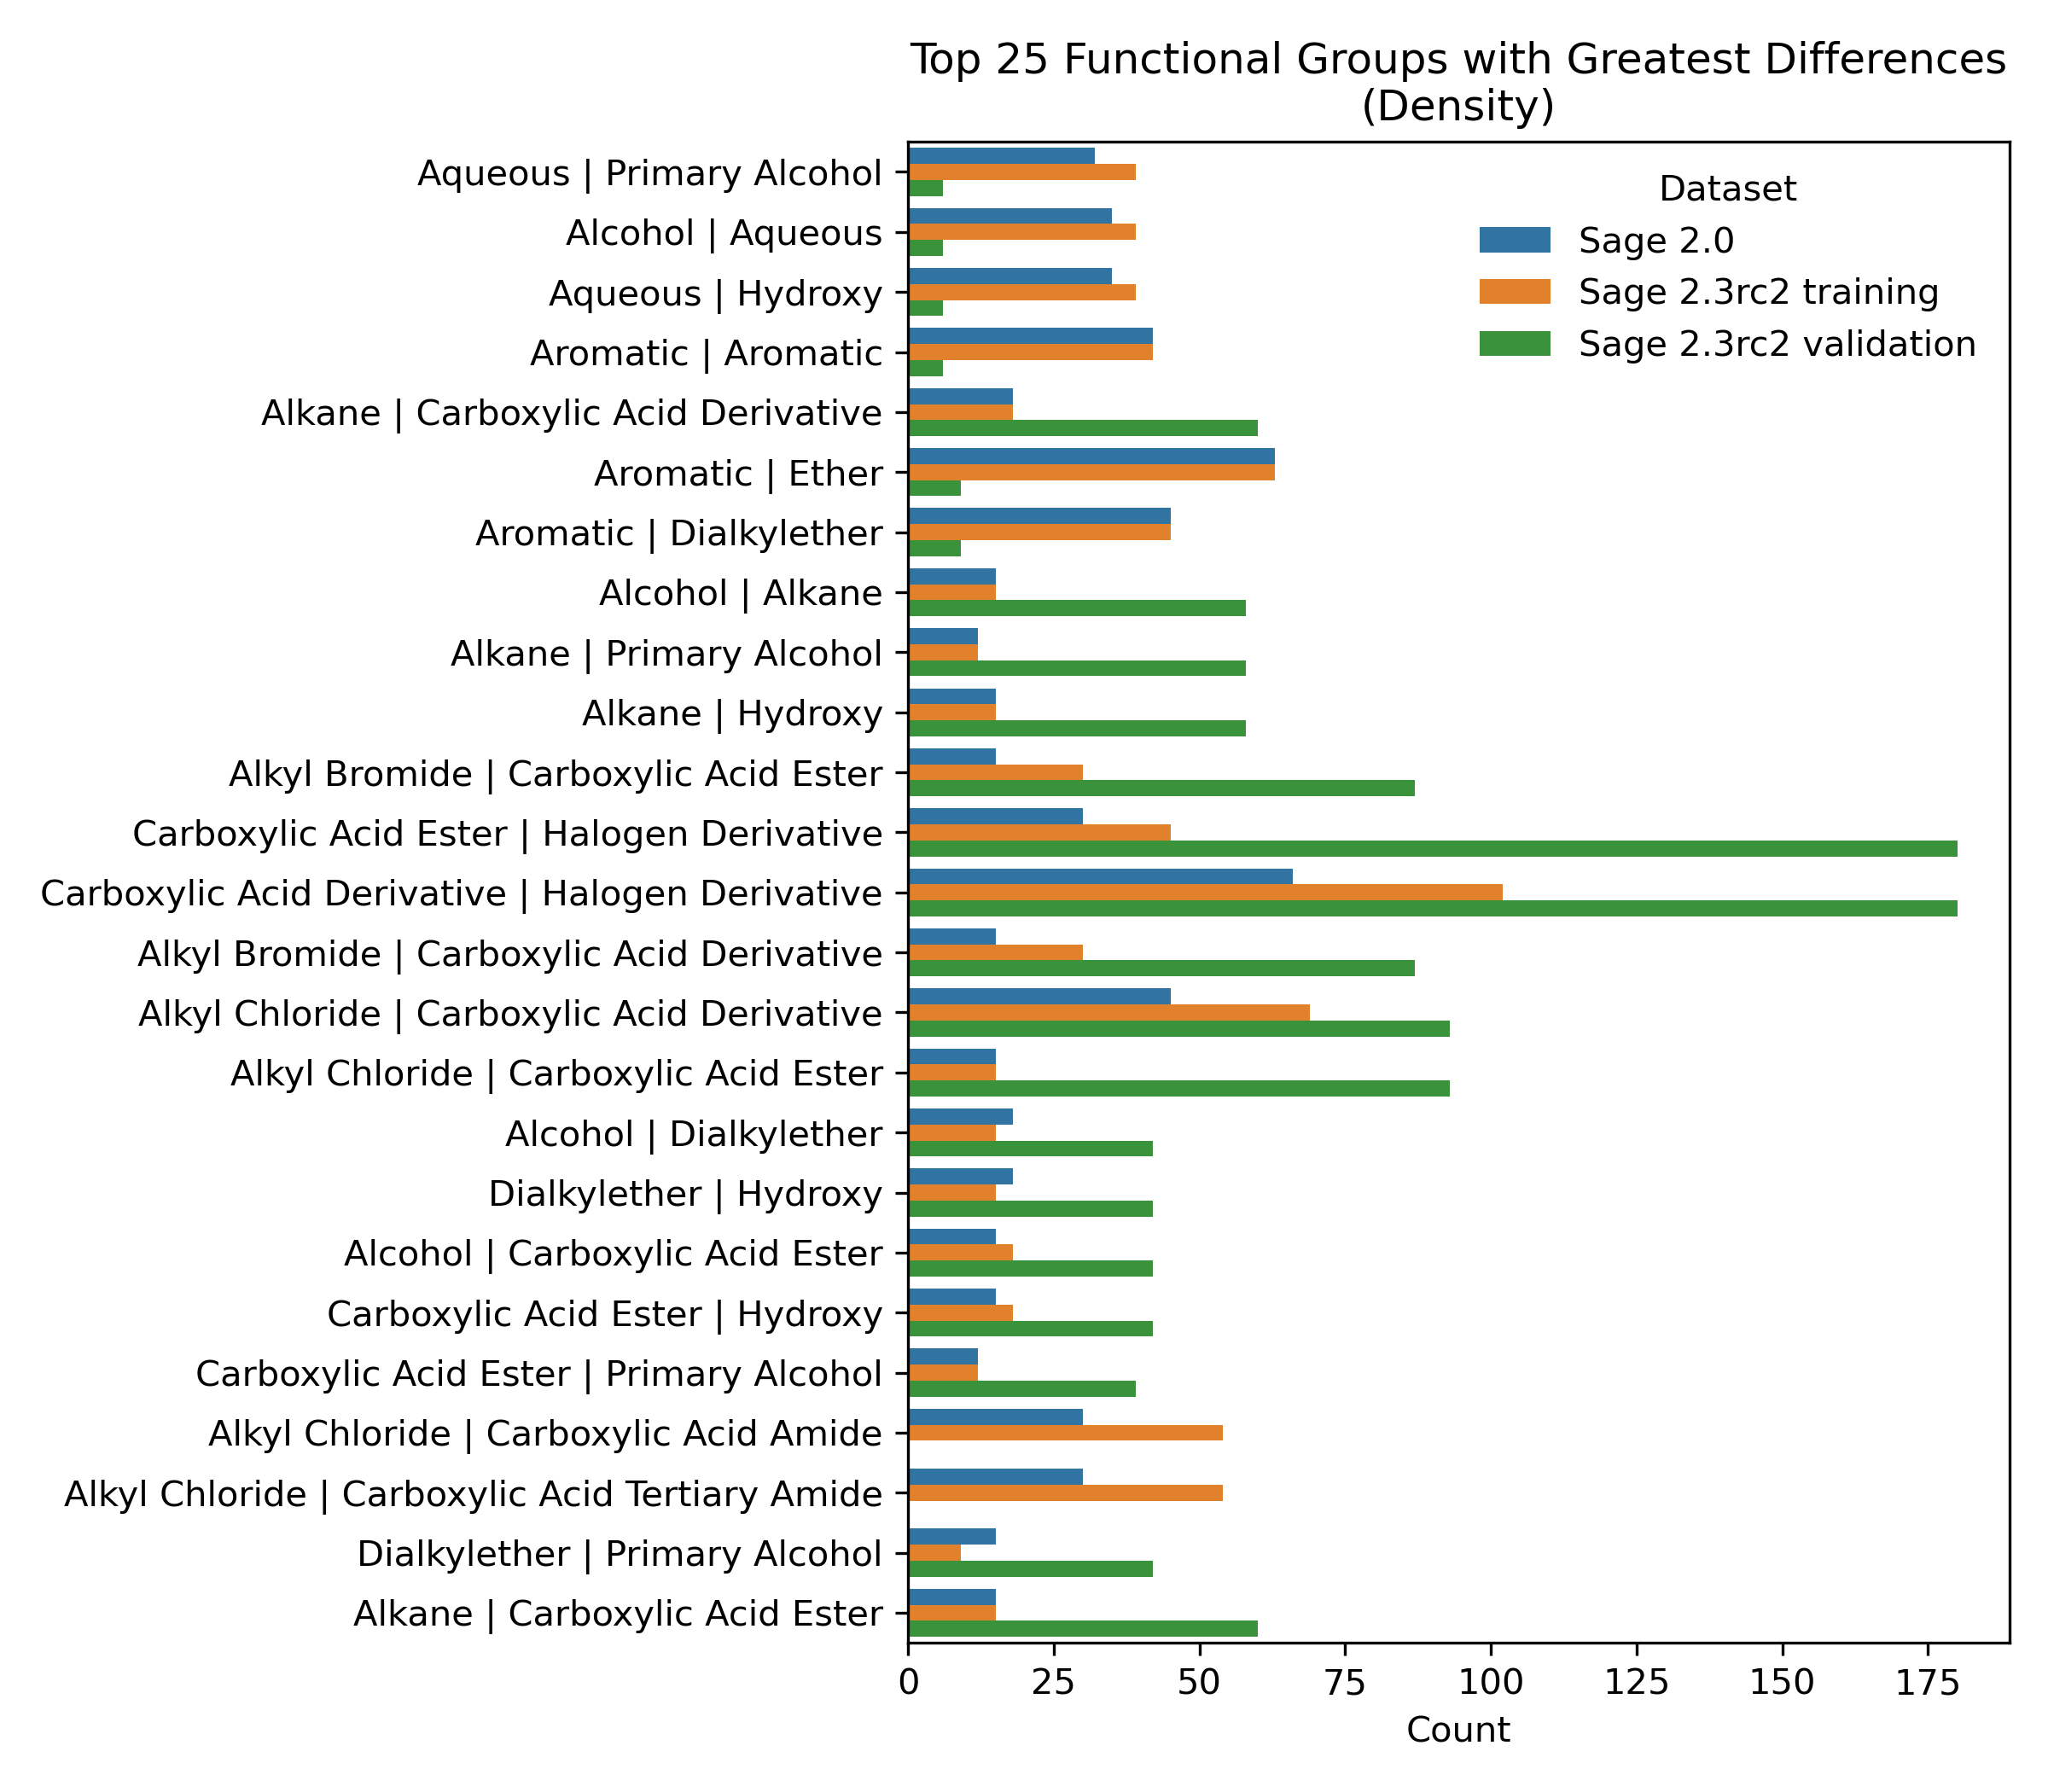 Top 25 Functional Groups with Greatest Differences
(Density)
Dataset
Sage 2.0
Sage 2.3rc2 training
Sage 2.3rc2 validation
Aqueous | Primary Alcohol
Alcohol | Aqueous
Aqueous | Hydroxy
Aromatic | Aromatic
Alkane | Carboxylic Acid Derivative
Aromatic | Ether
Aromatic | Dialkylether
Alcohol | Alkane
Alkane | Primary Alcohol
Alkane | Hydroxy
Alkyl Bromide | Carboxylic Acid Ester
Carboxylic Acid Ester | Halogen Derivative
Carboxylic Acid Derivative | Halogen Derivative
Alkyl Bromide | Carboxylic Acid Derivative
Alkyl Chloride | Carboxylic Acid Derivative
Alkyl Chloride | Carboxylic Acid Ester
Alcohol | Dialkylether
Dialkylether | Hydroxy
Alcohol | Carboxylic Acid Ester
Carboxylic Acid Ester | Hydroxy
Carboxylic Acid Ester | Primary Alcohol
Alkyl Chloride | Carboxylic Acid Amide
Alkyl Chloride | Carboxylic Acid Tertiary Amide
Dialkylether | Primary Alcohol
Alkane | Carboxylic Acid Ester
0 25 50 75 100 125 150 175
Count